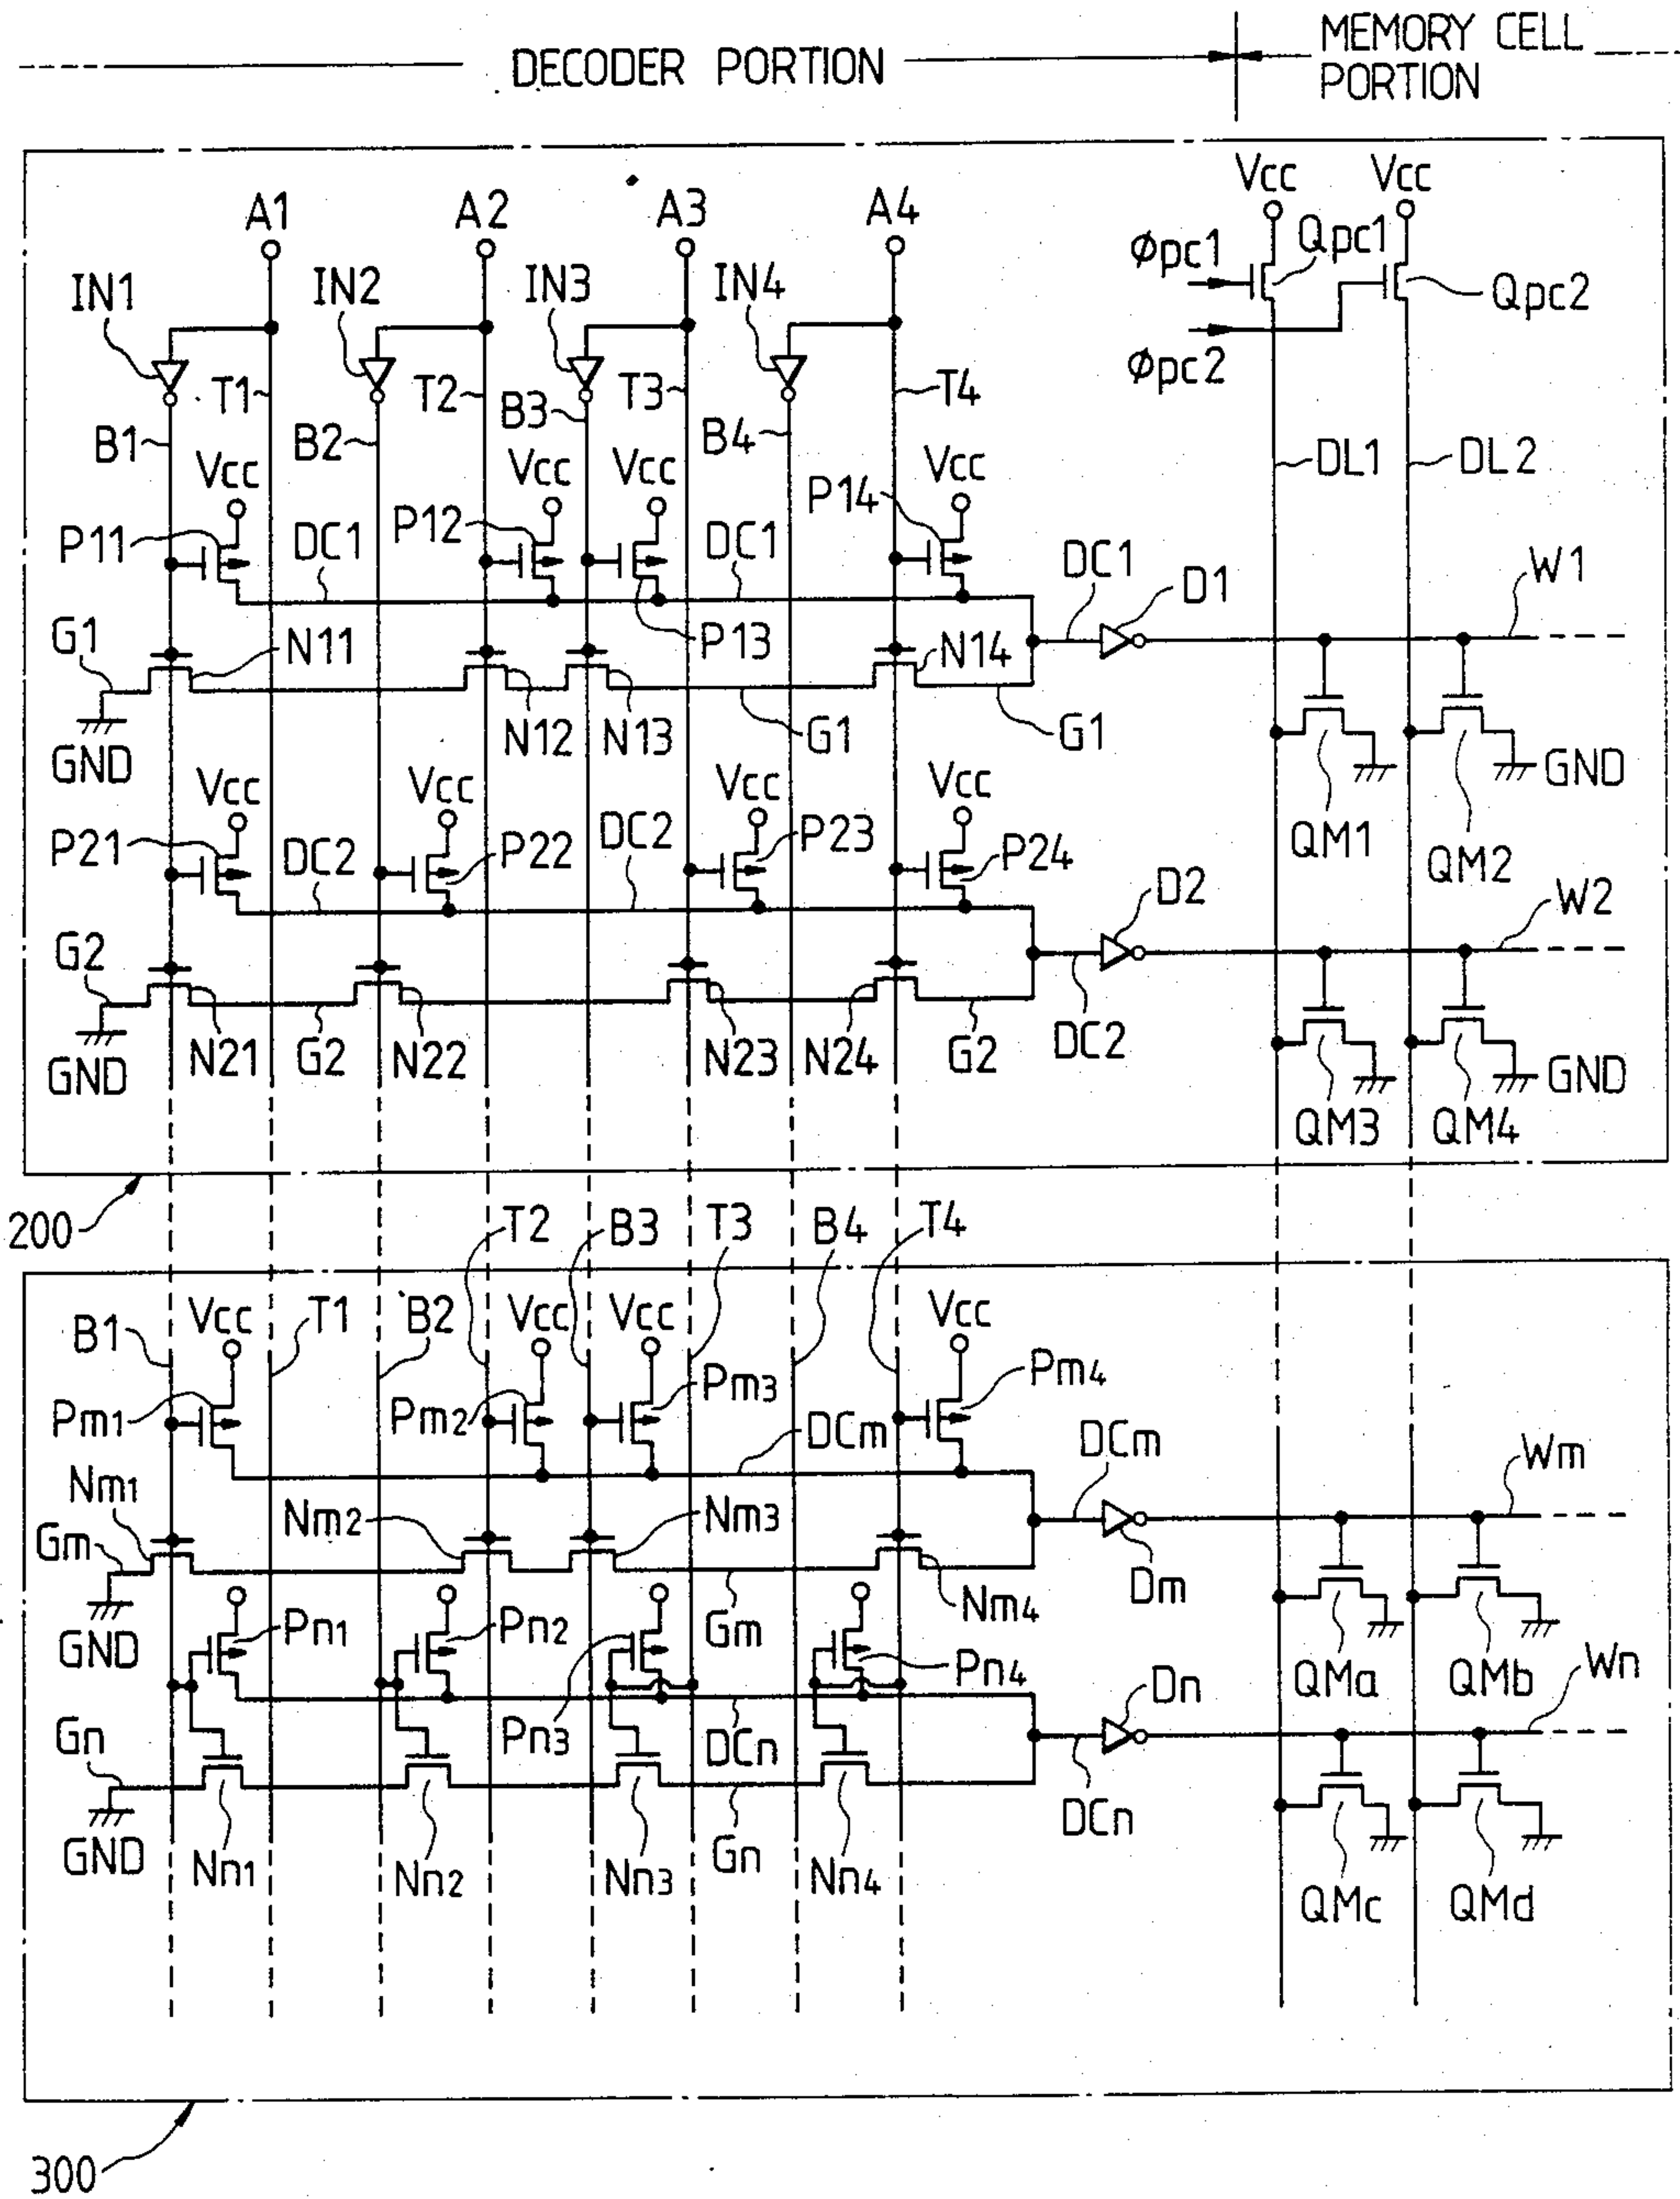 DECODER PORTION
MEMORY CELL
PORTION
A1 A2 A3 A4 Vcc Vcc
IN1 IN2 IN3 IN4 Φpc1 Qpc1
Qpc2
Φpc2
T1 T2 B3 T3 T4
B1 B2 B4 DL1 DL2
Vcc Vcc Vcc Vcc
P11 DC1 P12 DC1 P14 DC1 D1 W1
G1 N11 P13 N14
GND N12 N13 G1 G1
Vcc Vcc Vcc Vcc GND
P21 DC2 P22 DC2 P23 P24 QM1 QM2
D2 W2
G2
GND N21 G2 N22 N23 N24 G2 DC2 GND
QM3 QM4
200
T2 B3 T3 B4 T4
B1 Vcc T1 B2 Vcc Vcc Vcc
Pm1 Pm2 Pm3 Pm4
DCm DCm Wm
Nm1 Nm2 Nm3
Gm Dm
GND Pn1 Pn2 Gm Nm4
Pn4 QMa QMb Wn
Gn Pn3 DCn Dn
GND Nn1 Nn2 Nn3 Gn Nn4 DCn
QMc QMd
300